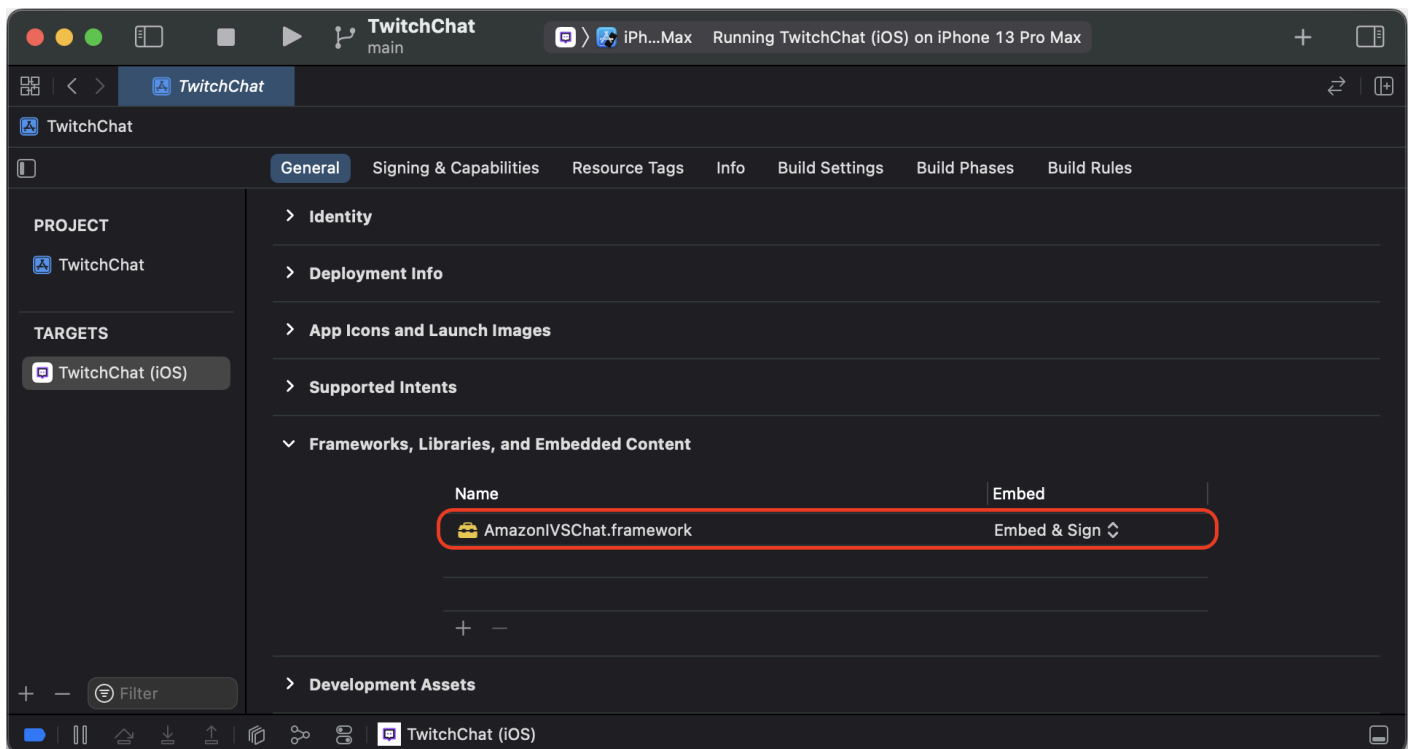 TwitchChat
main
iPh...Max Running TwitchChat (iOS) on iPhone 13 Pro Max
TwitchChat
TwitchChat
General Signing & Capabilities Resource Tags Info Build Settings Build Phases Build Rules
PROJECT
TwitchChat
TARGETS
TwitchChat (iOS)
Identity
Deployment Info
App Icons and Launch Images
Supported Intents
Frameworks, Libraries, and Embedded Content
Name Embed
AmazonIVSChat.framework Embed & Sign
Development Assets
Filter
TwitchChat (iOS)